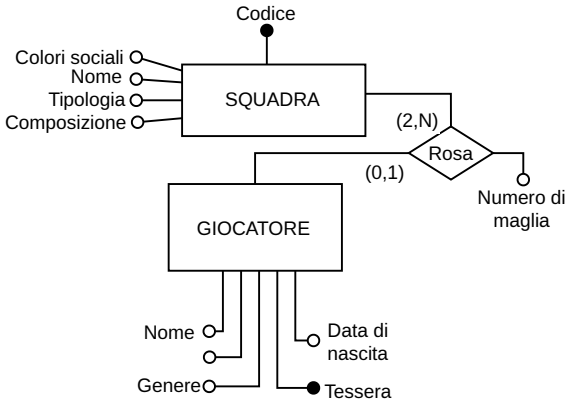 Codice
Colori sociali
Nome
Tipologia
Composizione
SQUADRA
(2,N)
Rosa
(0,1)
Numero di
maglia
GIOCATORE
Nome
Genere
Data di
nascita
Tessera